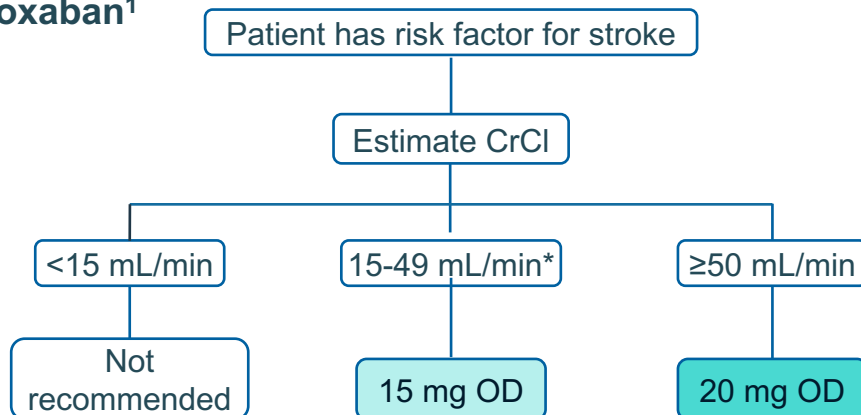 oxaban¹
Patient has risk factor for stroke
Estimate CrCl
<15 mL/min
15-49 mL/min*
≥50 mL/min
Not
recommended
15 mg OD
20 mg OD